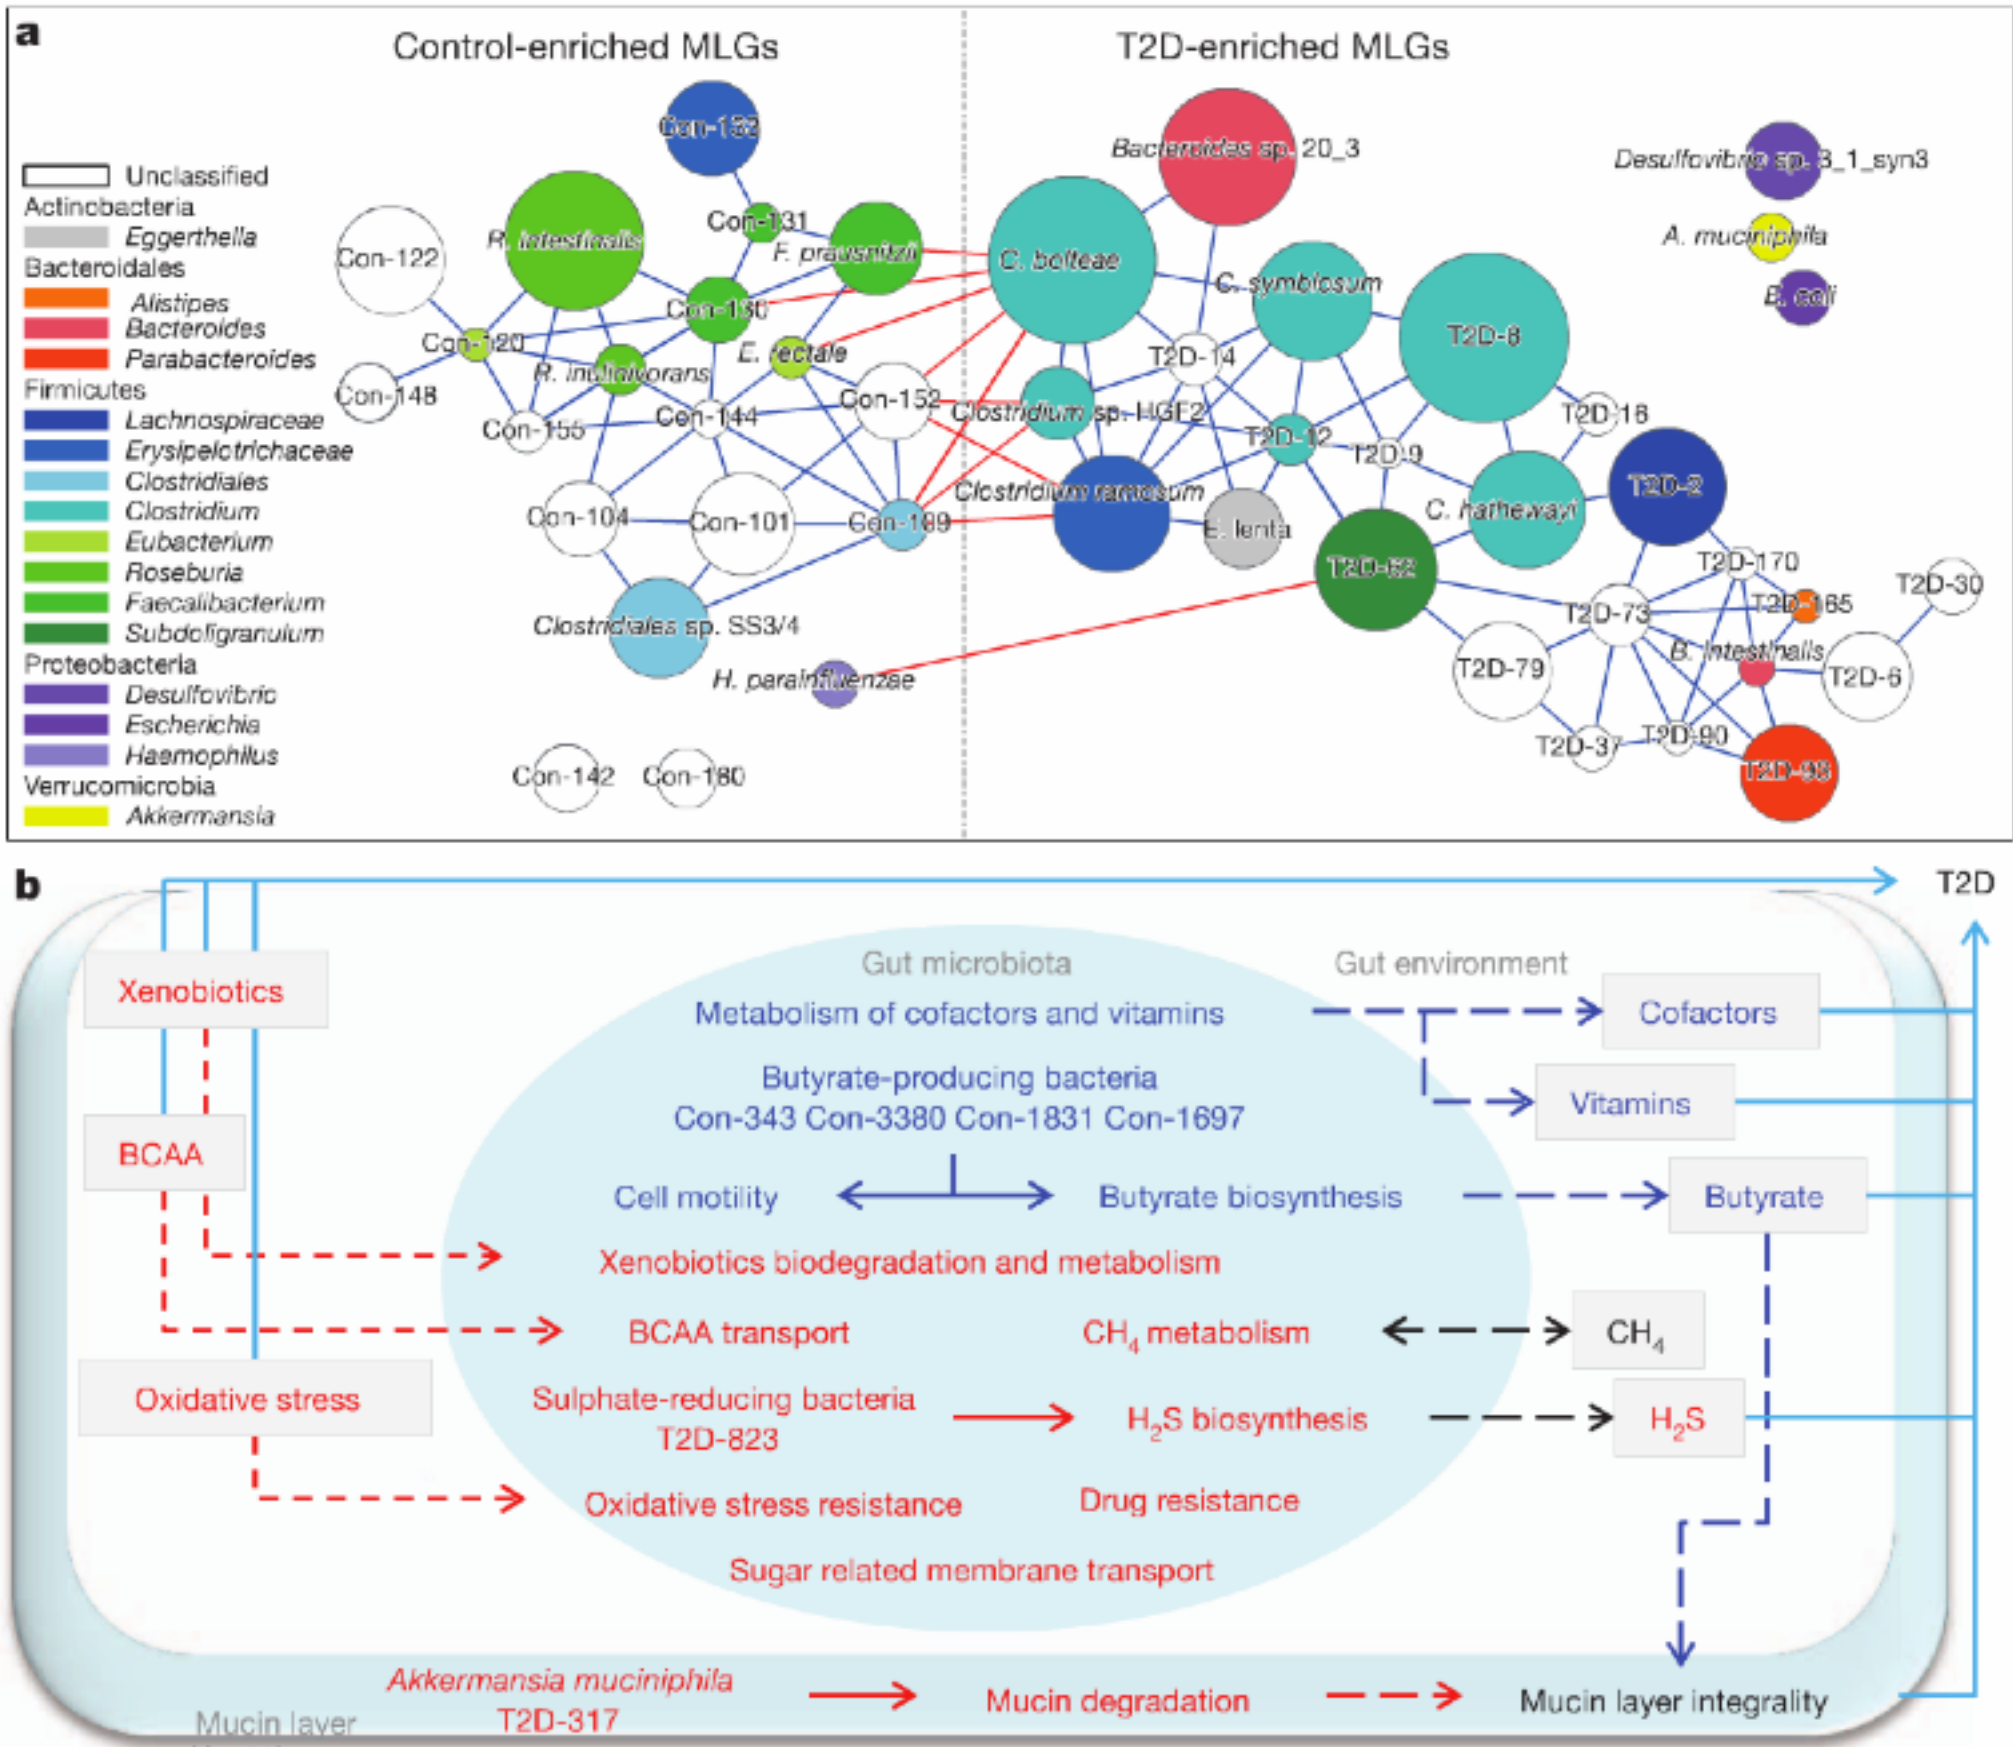 a
Control-enriched MLGs
T2D-enriched MLGs
Unclassified
Actinobacteria
Eggerthella
Bacteroidales
Alistipes
Bacteroides
Parabacteroides
Firmicutes
Lachnospiraceae
Erysipelotrichaceae
Clostridiales
Clostridium
Eubacterium
Roseburia
Faecalibacterium
Subdoligranulum
Proteobacteria
Desulfovibrio
Escherichia
Haemophilus
Verrucomicrobia
Akkermansia
Con-133
Con-122
R. intestinalis
Con-131
F. prausnitzii
Con-130
Con-120
E. rectale
R. inulinivorans
Con-148
Con-155
Con-144
Con-152
Con-104
Con-101
Con-109
Clostridiales sp. SS3/4
H. parainfluenzae
Con-142
Con-180
Bacteroides sp. 20_3
C. bolteae
C. symbiosum
T2D-8
T2D-14
Clostridium sp. HGF2
T2D-12
T2D-9
T2D-16
Clostridium ramosum
E. lenta
C. hathewayi
T2D-2
T2D-62
T2D-170
T2D-30
T2D-73
T2D-165
B. intestinalis
T2D-79
T2D-6
T2D-37
T2D-90
T2D-93
Desulfovibrio sp. 3_1_syn3
A. muciniphila
E. coli
b
T2D
Xenobiotics
BCAA
Oxidative stress
Gut microbiota
Gut environment
Metabolism of cofactors and vitamins
Cofactors
Butyrate-producing bacteria
Con-343 Con-3380 Con-1831 Con-1697
Vitamins
Cell motility
Butyrate biosynthesis
Butyrate
Xenobiotics biodegradation and metabolism
BCAA transport
CH4 metabolism
CH4
Sulphate-reducing bacteria
T2D-823
H2S biosynthesis
H2S
Oxidative stress resistance
Drug resistance
Sugar related membrane transport
Akkermansia muciniphila
T2D-317
Mucin degradation
Mucin layer integrality
Mucin layer